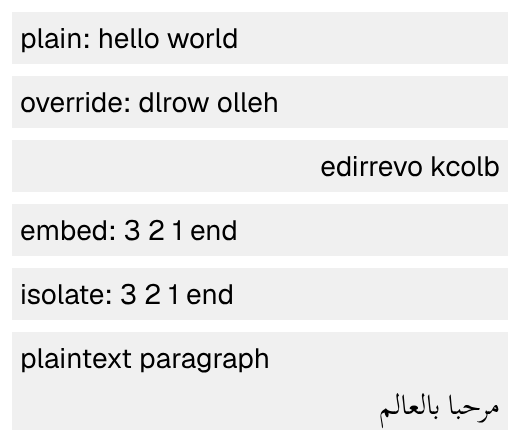 plain: hello world
override: dlrow olleh
edirrevo kcolb
embed: 3 2 1 end
isolate: 3 2 1 end
plaintext paragraph
مرحبا بالعالم